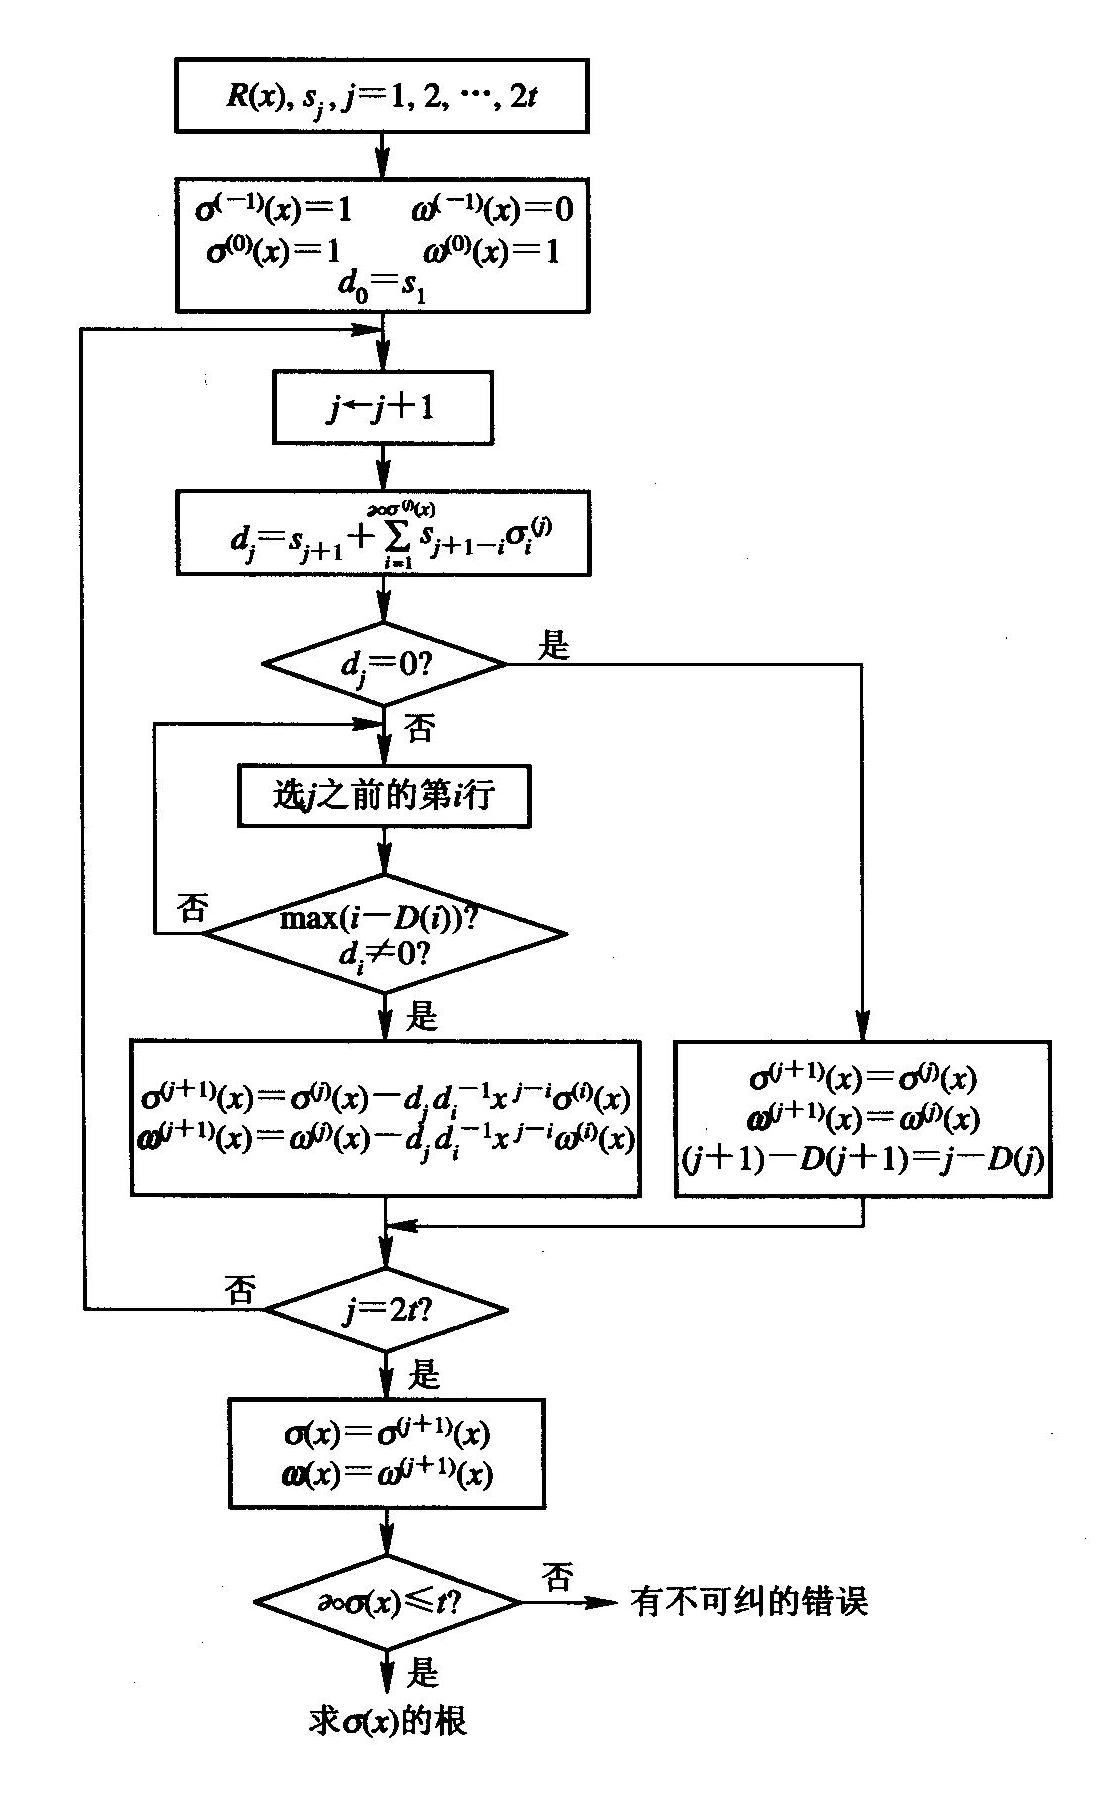 R(x), s_j, j=1, 2, ···, 2t
σ^(−1)(x)=1 ω^(−1)(x)=0
σ^(0)(x)=1 ω^(0)(x)=1
d_0=s_1
j←j+1
d_j=s_{j+1}+∑_{i=1}^{∂∘σ^(j)(x)} s_{j+1−i}σ_i^(j)
d_j=0?
是
否
选j之前的第i行
否
max(i−D(i))?
d_i≠0?
是
σ^(j+1)(x)=σ^(j)(x)−d_j d_i^{−1}x^{j−i}σ^(i)(x)
ω^(j+1)(x)=ω^(j)(x)−d_j d_i^{−1}x^{j−i}ω^(i)(x)
σ^(j+1)(x)=σ^(j)(x)
ω^(j+1)(x)=ω^(j)(x)
(j+1)−D(j+1)=j−D(j)
否
j=2t?
是
σ(x)=σ^(j+1)(x)
ω(x)=ω^(j+1)(x)
∂∘σ(x)≤t?
否
有不可纠的错误
是
求σ(x)的根